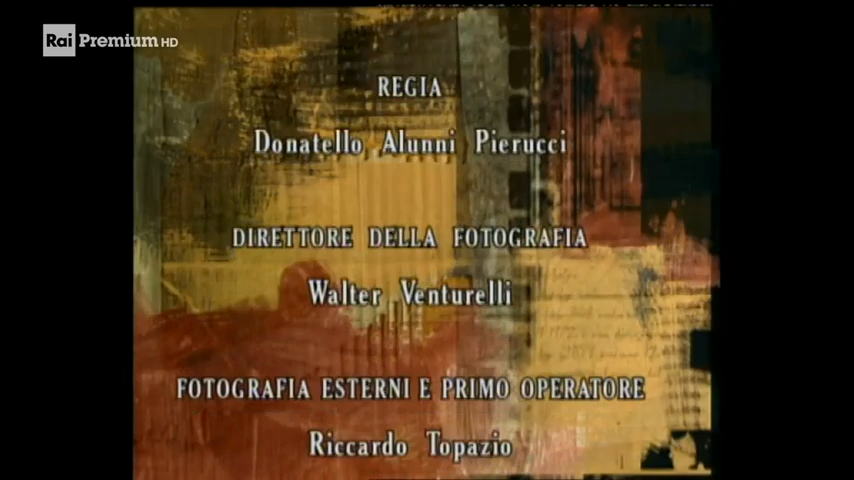 Rai Premium HD
REGIA
Donatello Alunni Pierucci
DIRETTORE DELLA FOTOGRAFIA
Walter Venturelli
FOTOGRAFIA ESTERNI E PRIMO OPERATORE
Riccardo Topazio